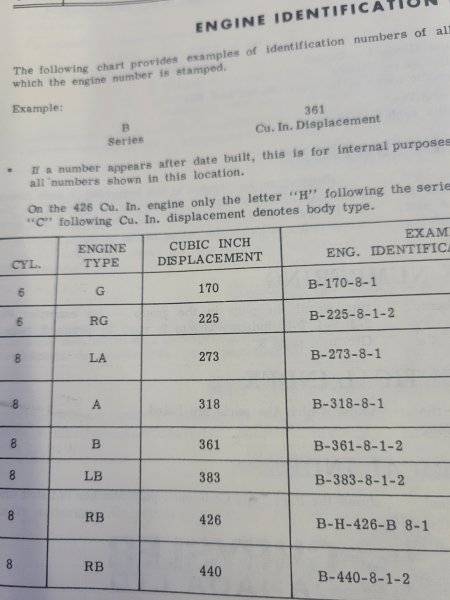 ENGINE IDENTIFICATION
The following chart provides examples of identification numbers of all
which the engine number is stamped.
Example:
B 361
Series Cu. In. Displacement
* If a number appears after date built, this is for internal purposes
all numbers shown in this location.
On the 426 Cu. In. engine only the letter "H" following the serie
"C" following Cu. In. displacement denotes body type.
CYL. ENGINE TYPE CUBIC INCH DISPLACEMENT EXAM ENG. IDENTIFICA
6 G 170 B-170-8-1
6 RG 225 B-225-8-1-2
8 LA 273 B-273-8-1
8 A 318 B-318-8-1
8 B 361 B-361-8-1-2
8 LB 383 B-383-8-1-2
8 RB 426 B-H-426-B 8-1
8 RB 440 B-440-8-1-2